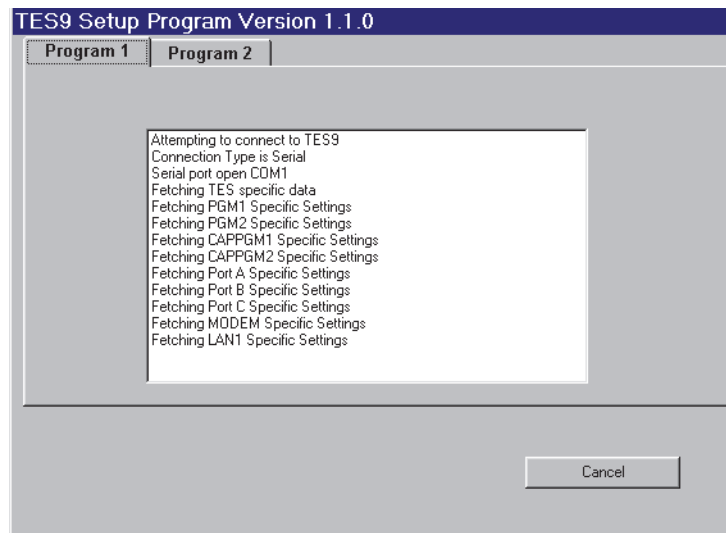 TES9 Setup Program Version 1.1.0
Program 1
Program 2
Attempting to connect to TES9
Connection Type is Serial
Serial port open COM1
Fetching TES specific data
Fetching PGM1 Specific Settings
Fetching PGM2 Specific Settings
Fetching CAPPGM1 Specific Settings
Fetching CAPPGM2 Specific Settings
Fetching Port A Specific Settings
Fetching Port B Specific Settings
Fetching Port C Specific Settings
Fetching MODEM Specific Settings
Fetching LAN1 Specific Settings
Cancel